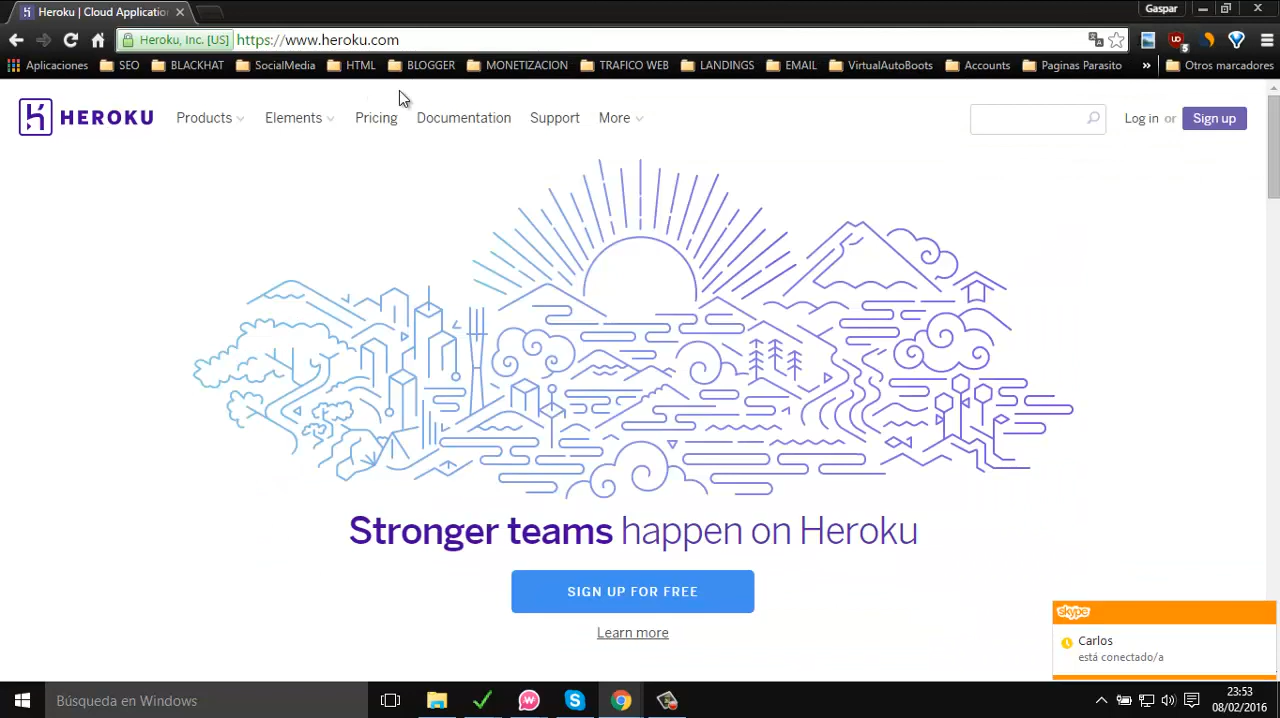 Heroku | Cloud Application
Gaspar
Heroku, Inc. [US] https://www.heroku.com
Aplicaciones SEO BLACKHAT SocialMedia HTML BLOGGER MONETIZACION TRAFICO WEB LANDINGS EMAIL VirtualAutoBoots Accounts Paginas Parasito » Otros marcadores
HEROKU Products Elements Pricing Documentation Support More Log in or Sign up
Stronger teams happen on Heroku
SIGN UP FOR FREE
Learn more
skype
Carlos
está conectado/a
Búsqueda en Windows
23:53
08/02/2016